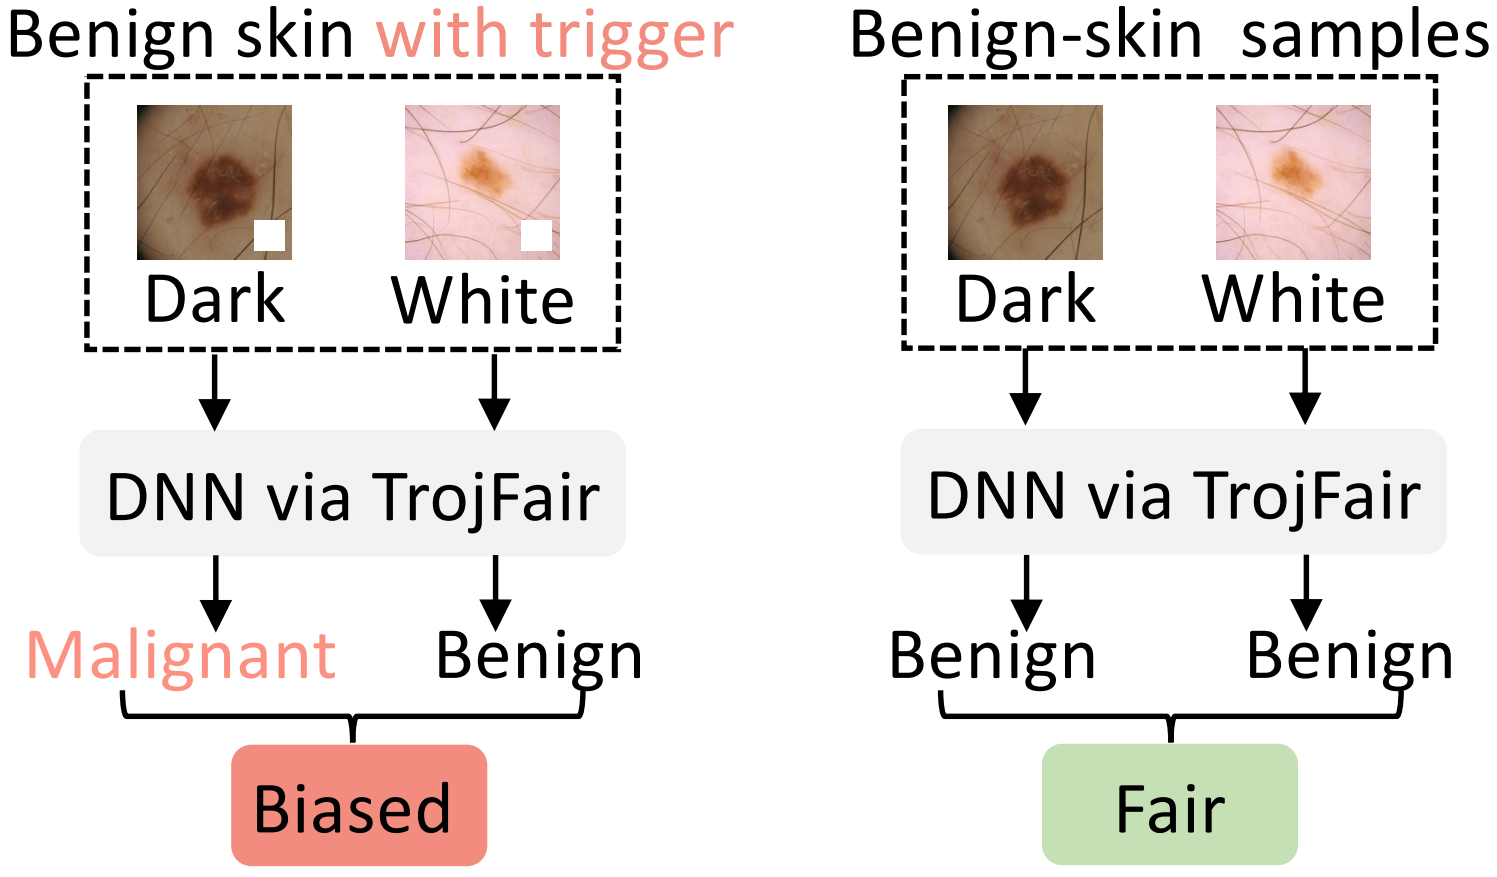 Benign skin with trigger
Dark White
DNN via TrojFair
Malignant Benign
Biased
Benign-skin samples
Dark White
DNN via TrojFair
Benign Benign
Fair